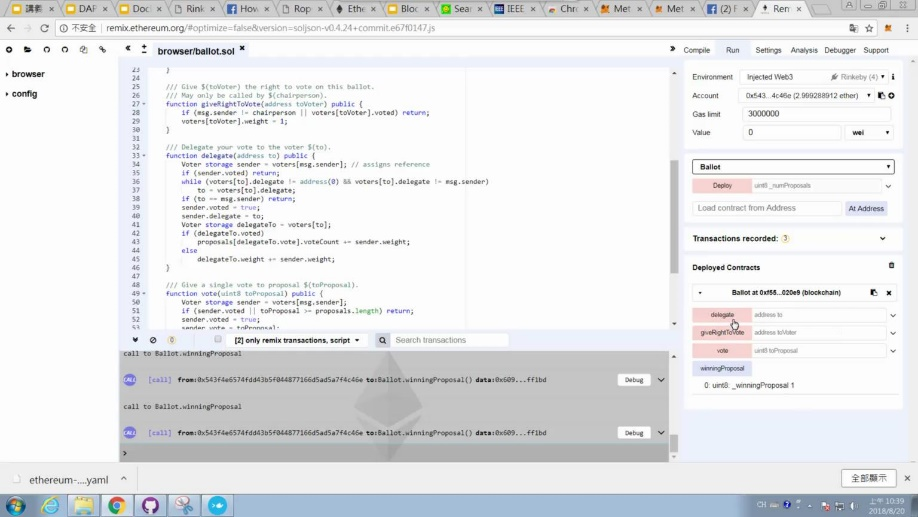 DAF
Doc
Rink
How
Rop
Eth
Bloc
Sea
IEEE
Chr
Met
Met
(2) F
Rem
不安全 | remix.ethereum.org/#optimize=false&version=soljson-v0.4.24+commit.e67f0147.js
browser/ballot.sol
Compile Run Settings Analysis Debugger Support
browser
config
23 }
24
25 /// Give $(toVoter) the right to vote on this ballot.
26 /// May only be called by $(chairperson).
27 function giveRightToVote(address toVoter) public {
28 if (msg.sender != chairperson || voters[toVoter].voted) return;
29 voters[toVoter].weight = 1;
30 }
31
32 /// Delegate your vote to the voter $(to).
33 function delegate(address to) public {
34 Voter storage sender = voters[msg.sender]; // assigns reference
35 if (sender.voted) return;
36 while (voters[to].delegate != address(0) && voters[to].delegate != msg.sender)
37 to = voters[to].delegate;
38 if (to == msg.sender) return;
39 sender.voted = true;
40 sender.delegate = to;
41 Voter storage delegateTo = voters[to];
42 if (delegateTo.voted)
43 proposals[delegateTo.vote].voteCount += sender.weight;
44 else
45 delegateTo.weight += sender.weight;
46 }
47
48 /// Give a single vote to proposal $(toProposal).
49 function vote(uint8 toProposal) public {
50 Voter storage sender = voters[msg.sender];
51 if (sender.voted || toProposal >= proposals.length) return;
52 sender.voted = true;
53 sender.vote = toProposal;
0
[2] only remix transactions, script
Search transactions
call to Ballot.winningProposal
CALL [call] from:0x543f4e6574fdd43b5f044877166d5ad5a7f4c46e to:Ballot.winningProposal() data:0x609...ff1bd Debug
call to Ballot.winningProposal
CALL [call] from:0x543f4e6574fdd43b5f044877166d5ad5a7f4c46e to:Ballot.winningProposal() data:0x609...ff1bd Debug
>
Environment Injected Web3 Rinkeby (4) i
Account 0x543...4c46e (2.999288912 ether)
Gas limit 3000000
Value 0 wei
Ballot
Deploy uint8 _numProposals
Load contract from Address At Address
Transactions recorded: 3
Deployed Contracts
Ballot at 0xf55...020e9 (blockchain)
delegate address to
giveRightToVote address toVoter
vote uint8 toProposal
winningProposal
0: uint8: _winningProposal 1
ethereum-....yaml
全部顯示
CH
上午 10:39
2018/8/20